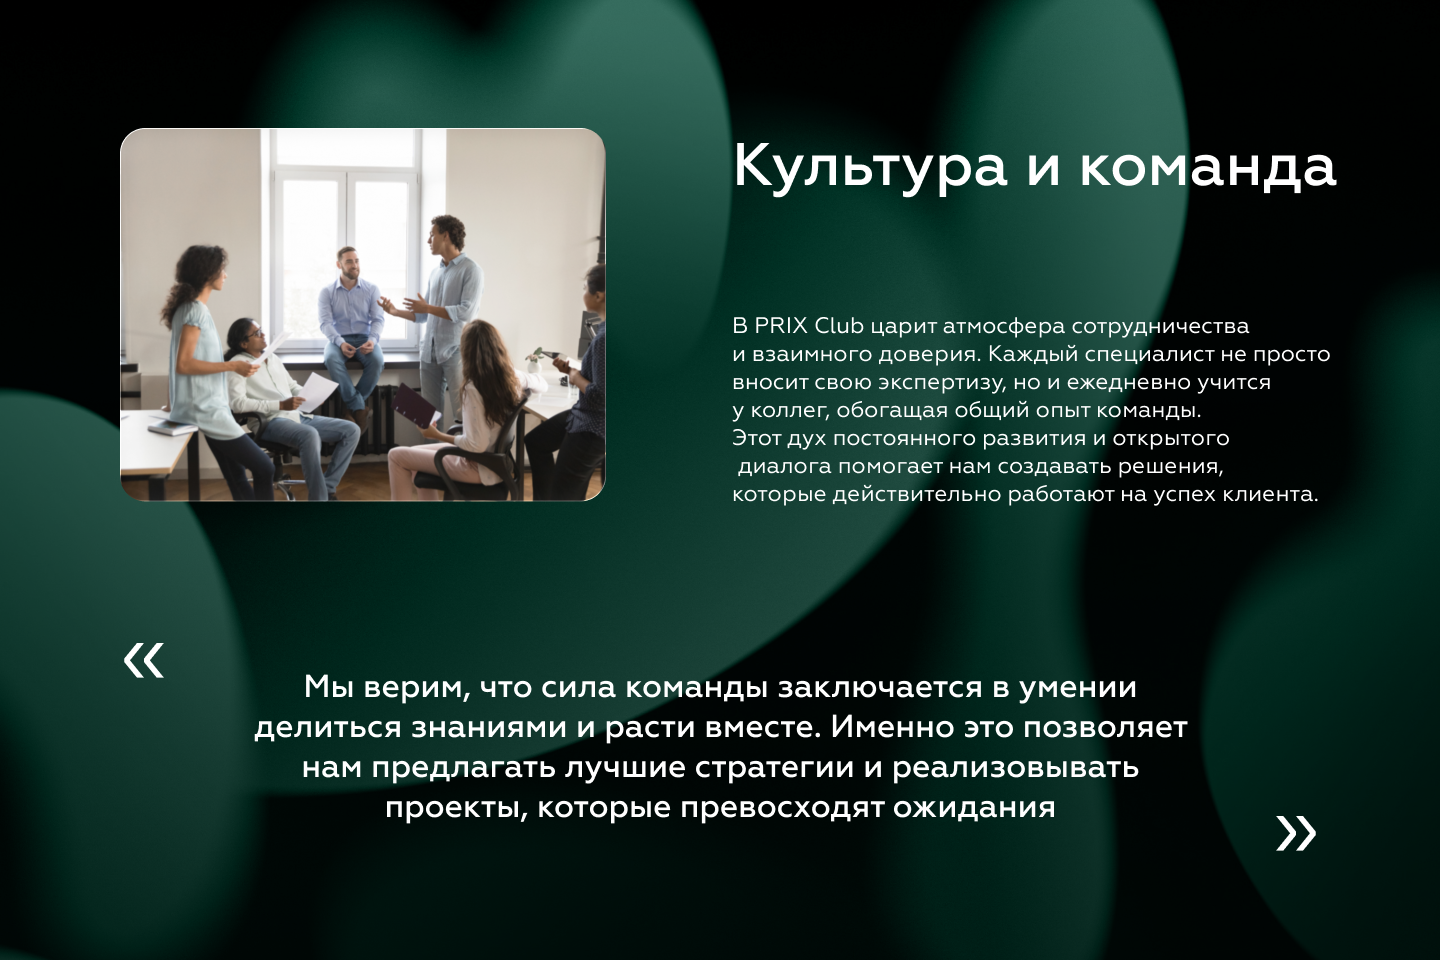 Культура и команда
В PRIX Club царит атмосфера сотрудничества
и взаимного доверия. Каждый специалист не просто
вносит свою экспертизу, но и ежедневно учится
у коллег, обогащая общий опыт команды.
Этот дух постоянного развития и открытого
диалога помогает нам создавать решения,
которые действительно работают на успех клиента.
«
Мы верим, что сила команды заключается в умении
делиться знаниями и расти вместе. Именно это позволяет
нам предлагать лучшие стратегии и реализовывать
проекты, которые превосходят ожидания
»